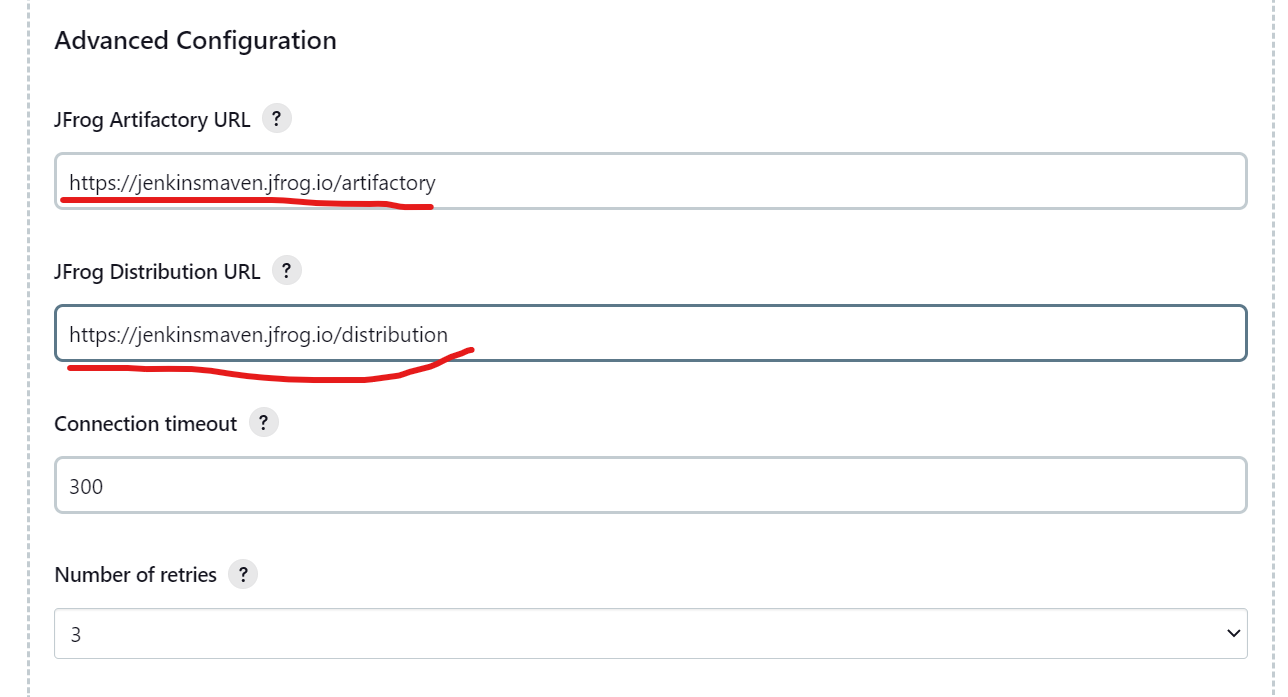 Advanced Configuration
JFrog Artifactory URL ?
https://jenkinsmaven.jfrog.io/artifactory
JFrog Distribution URL ?
https://jenkinsmaven.jfrog.io/distribution
Connection timeout ?
300
Number of retries ?
3